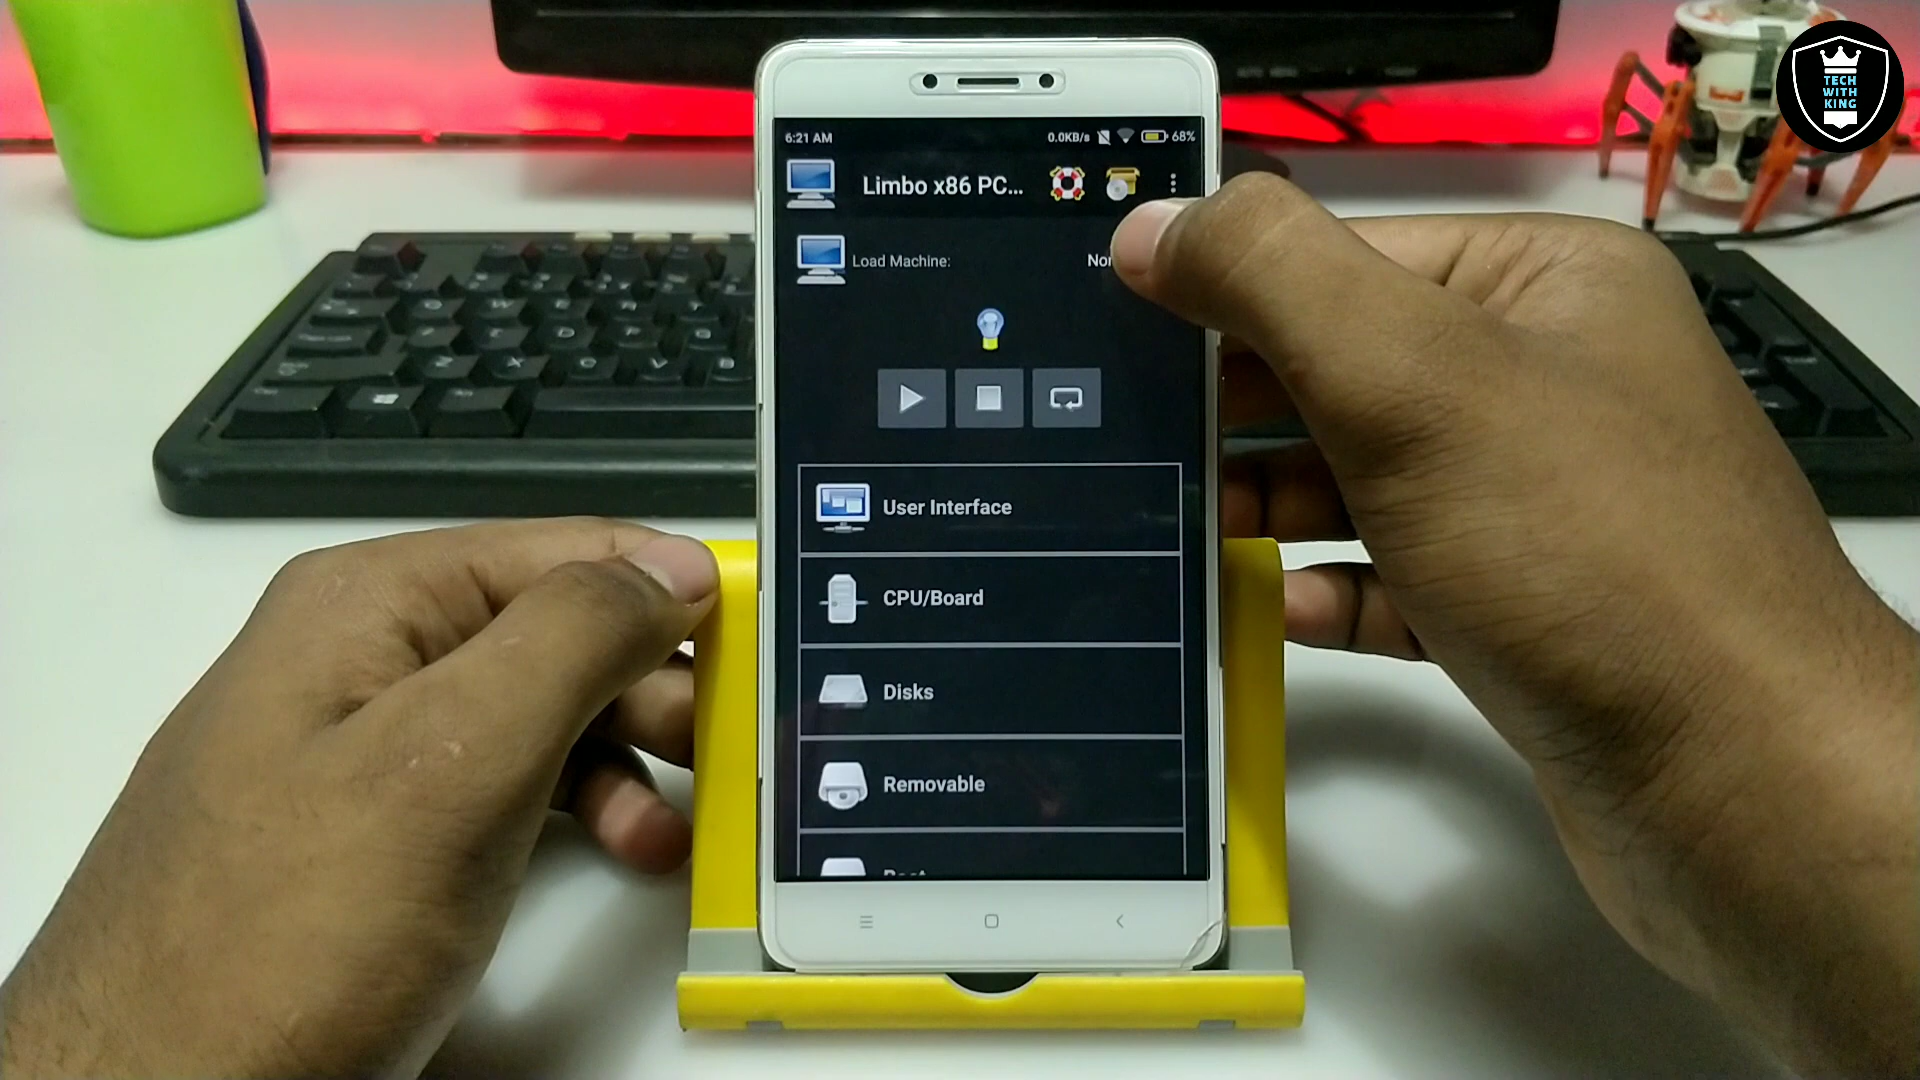 TECH
WITH
KING
6:21 AM
0.0KB/s
68%
Limbo x86 PC...
Load Machine:
User Interface
CPU/Board
Disks
Removable